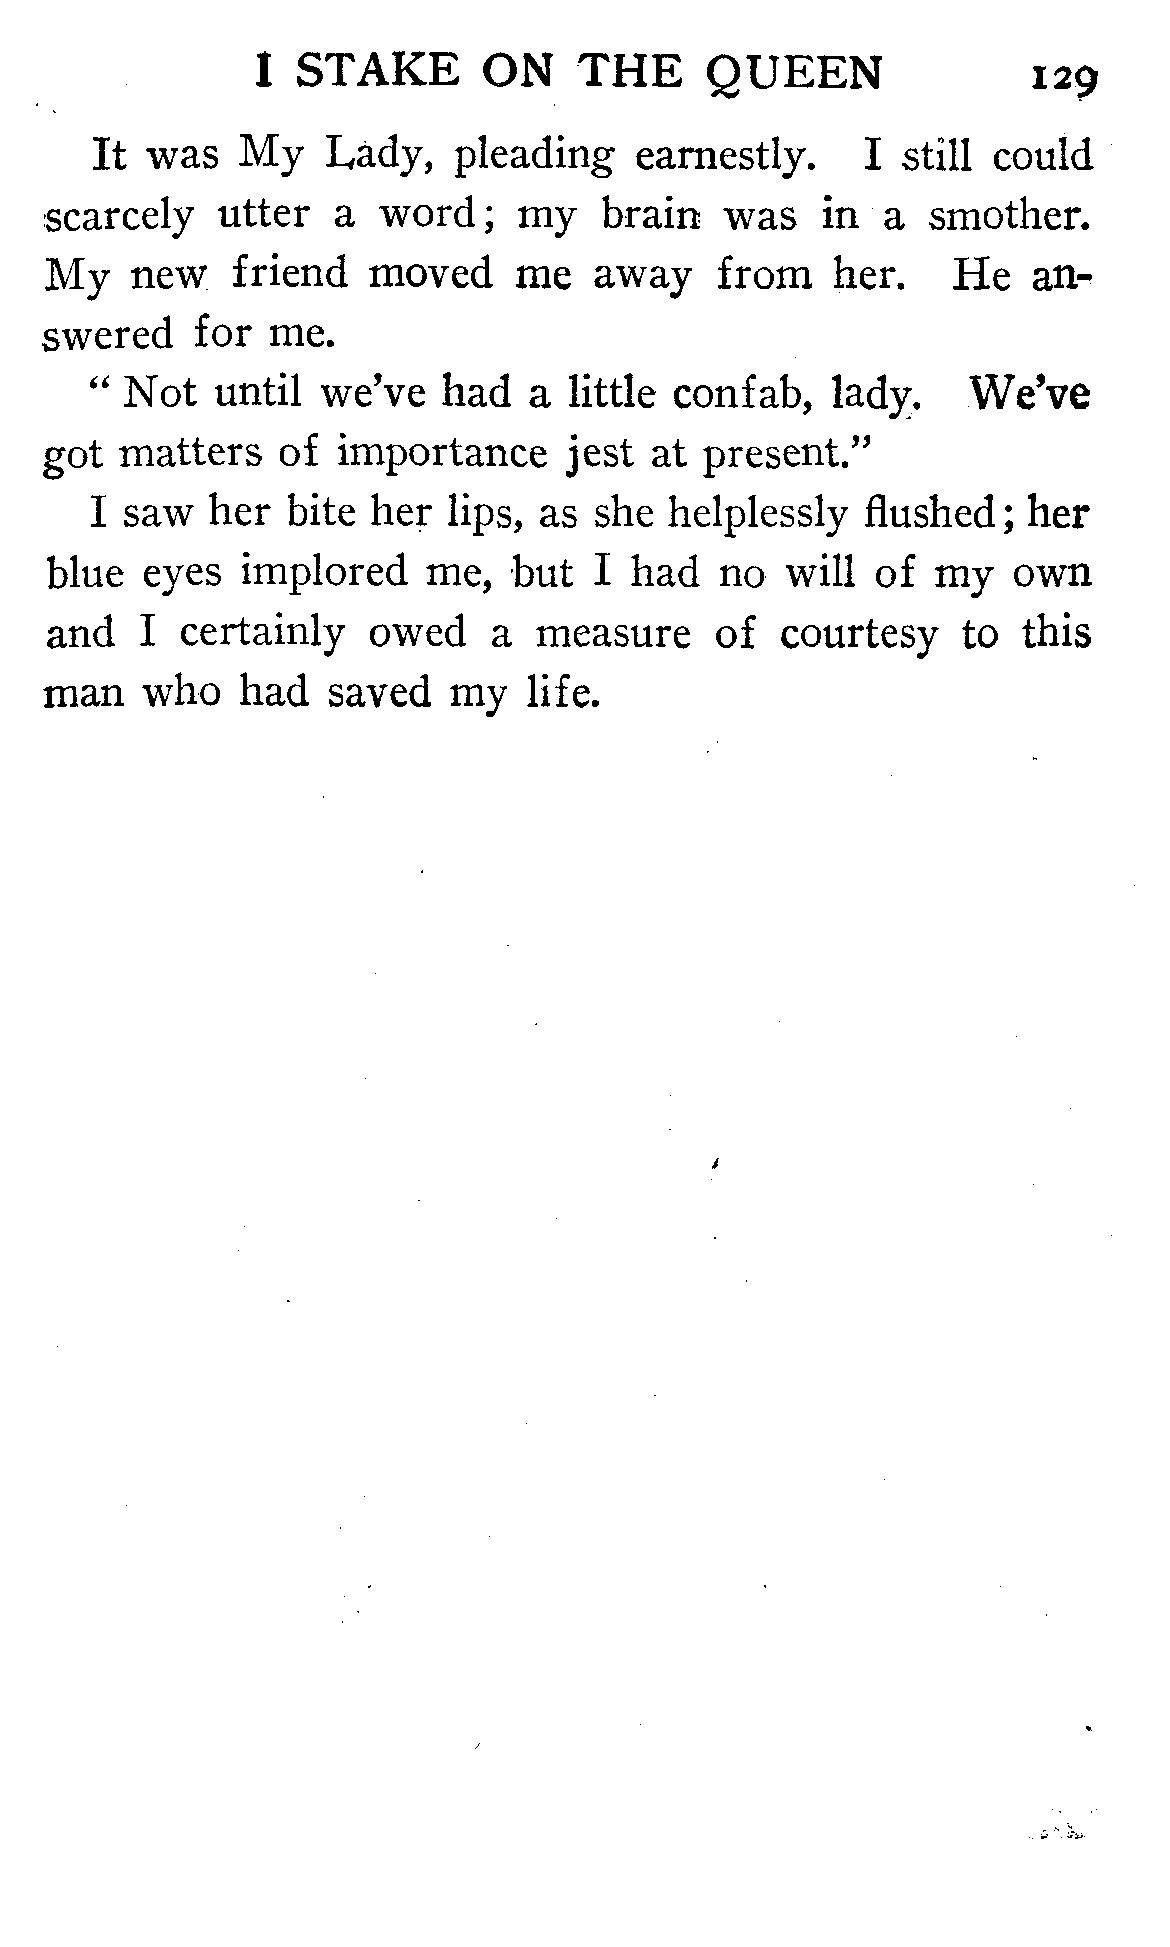 I STAKE ON THE QUEEN 129
It was My Lady, pleading earnestly. I still could
scarcely utter a word; my brain was in a smother.
My new friend moved me away from her. He an-
swered for me.
“Not until we’ve had a little confab, lady. We’ve
got matters of importance jest at present.”
I saw her bite her lips, as she helplessly flushed; her
blue eyes implored me, but I had no will of my own
and I certainly owed a measure of courtesy to this
man who had saved my life.